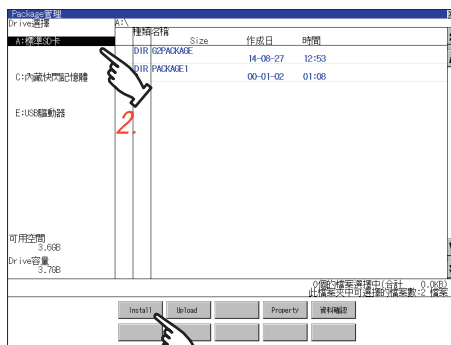 Package管理
Drive選擇
A:\
A:標準SD卡
種類 名稱
Size 作成日 時間
DIR G2PACKAGE
14-08-27 12:53
DIR PACKAGE1
00-01-02 01:08
C:內藏快閃記憶體
E:USB驅動器
2.
可用空間
3.6GB
Drive容量
3.7GB
0個的檔案選擇中(合計 0.0KB)
此檔案夾中可選擇的檔案數:2 檔案
Install Upload Property 資料確認